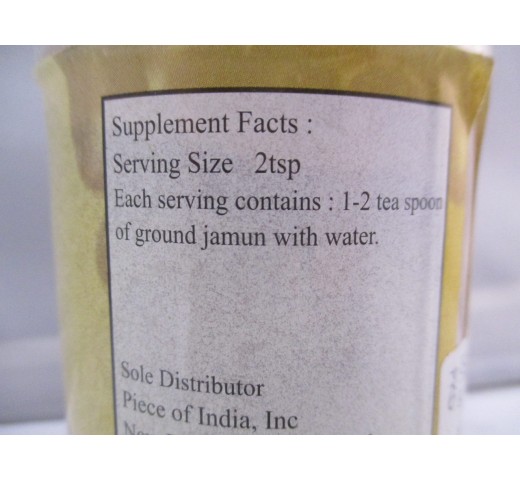 Supplement Facts :
Serving Size 2tsp
Each serving contains : 1-2 tea spoon
of ground jamun with water.
Sole Distributor
Piece of India, Inc